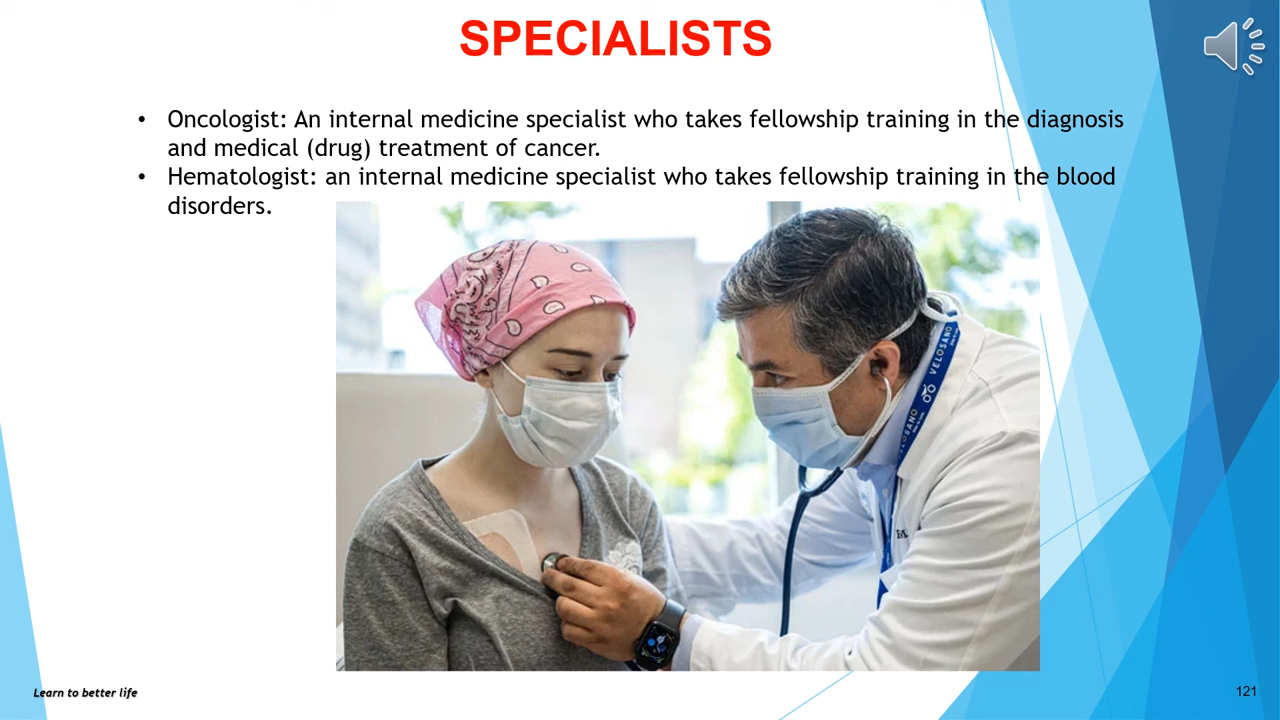 SPECIALISTS
• Oncologist: An internal medicine specialist who takes fellowship training in the diagnosis
and medical (drug) treatment of cancer.
• Hematologist: an internal medicine specialist who takes fellowship training in the blood
disorders.
VELOSANO
Learn to better life
121